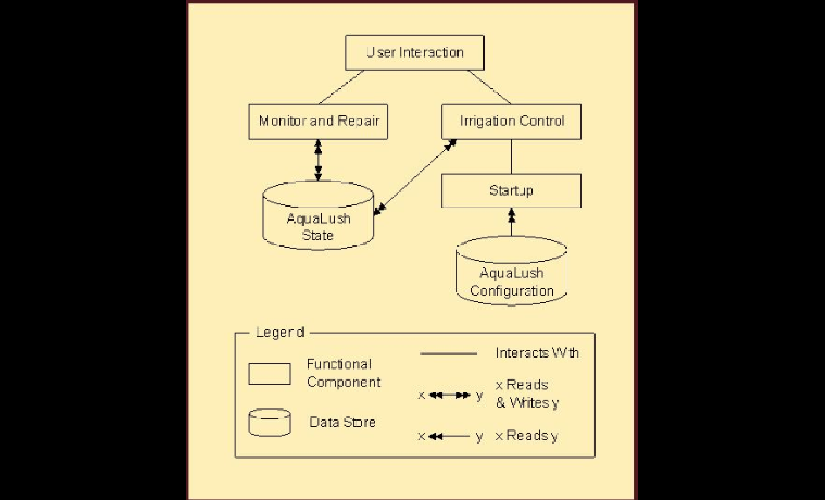 User Interaction
Monitor and Repair
Irrigation Control
Startup
AquaLush
State
AquaLush
Configuration
Legend
Functional
Component
Data Store
Interacts With
x y
x Reads
& Writes y
x y
x Reads y